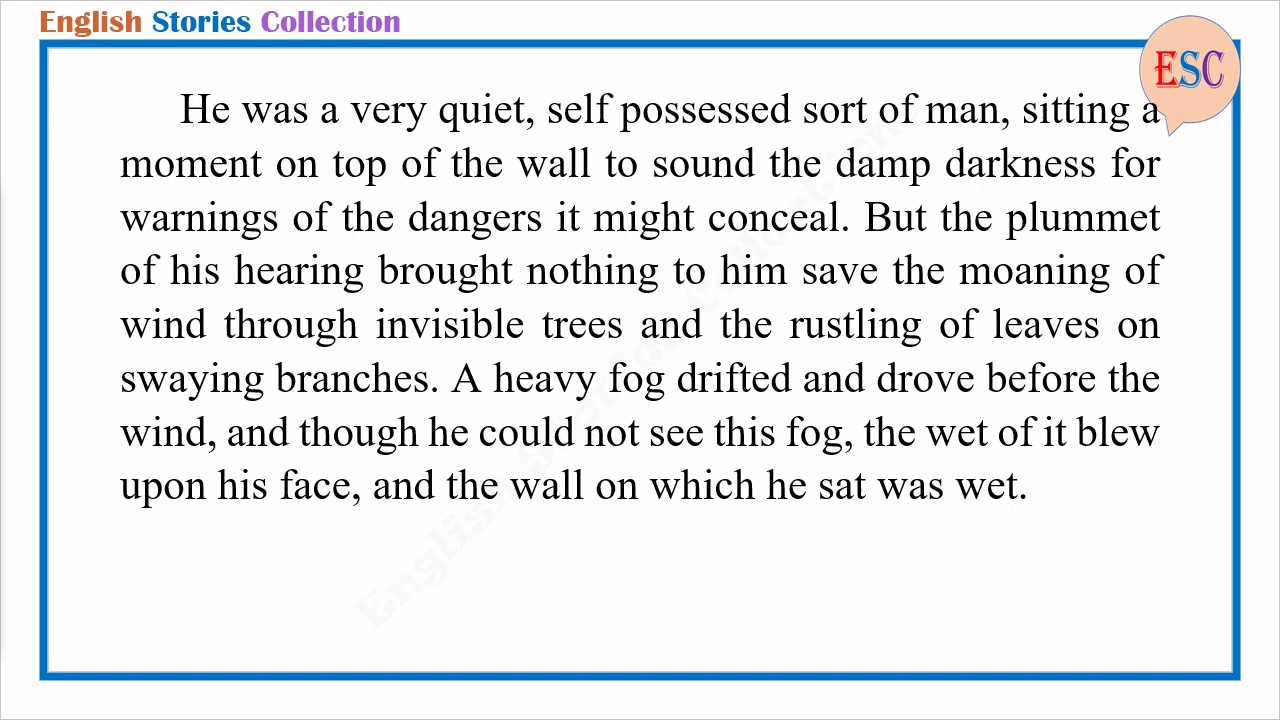 English Stories Collection
ESC
He was a very quiet, self possessed sort of man, sitting a
moment on top of the wall to sound the damp darkness for
warnings of the dangers it might conceal. But the plummet
of his hearing brought nothing to him save the moaning of
wind through invisible trees and the rustling of leaves on
swaying branches. A heavy fog drifted and drove before the
wind, and though he could not see this fog, the wet of it blew
upon his face, and the wall on which he sat was wet.